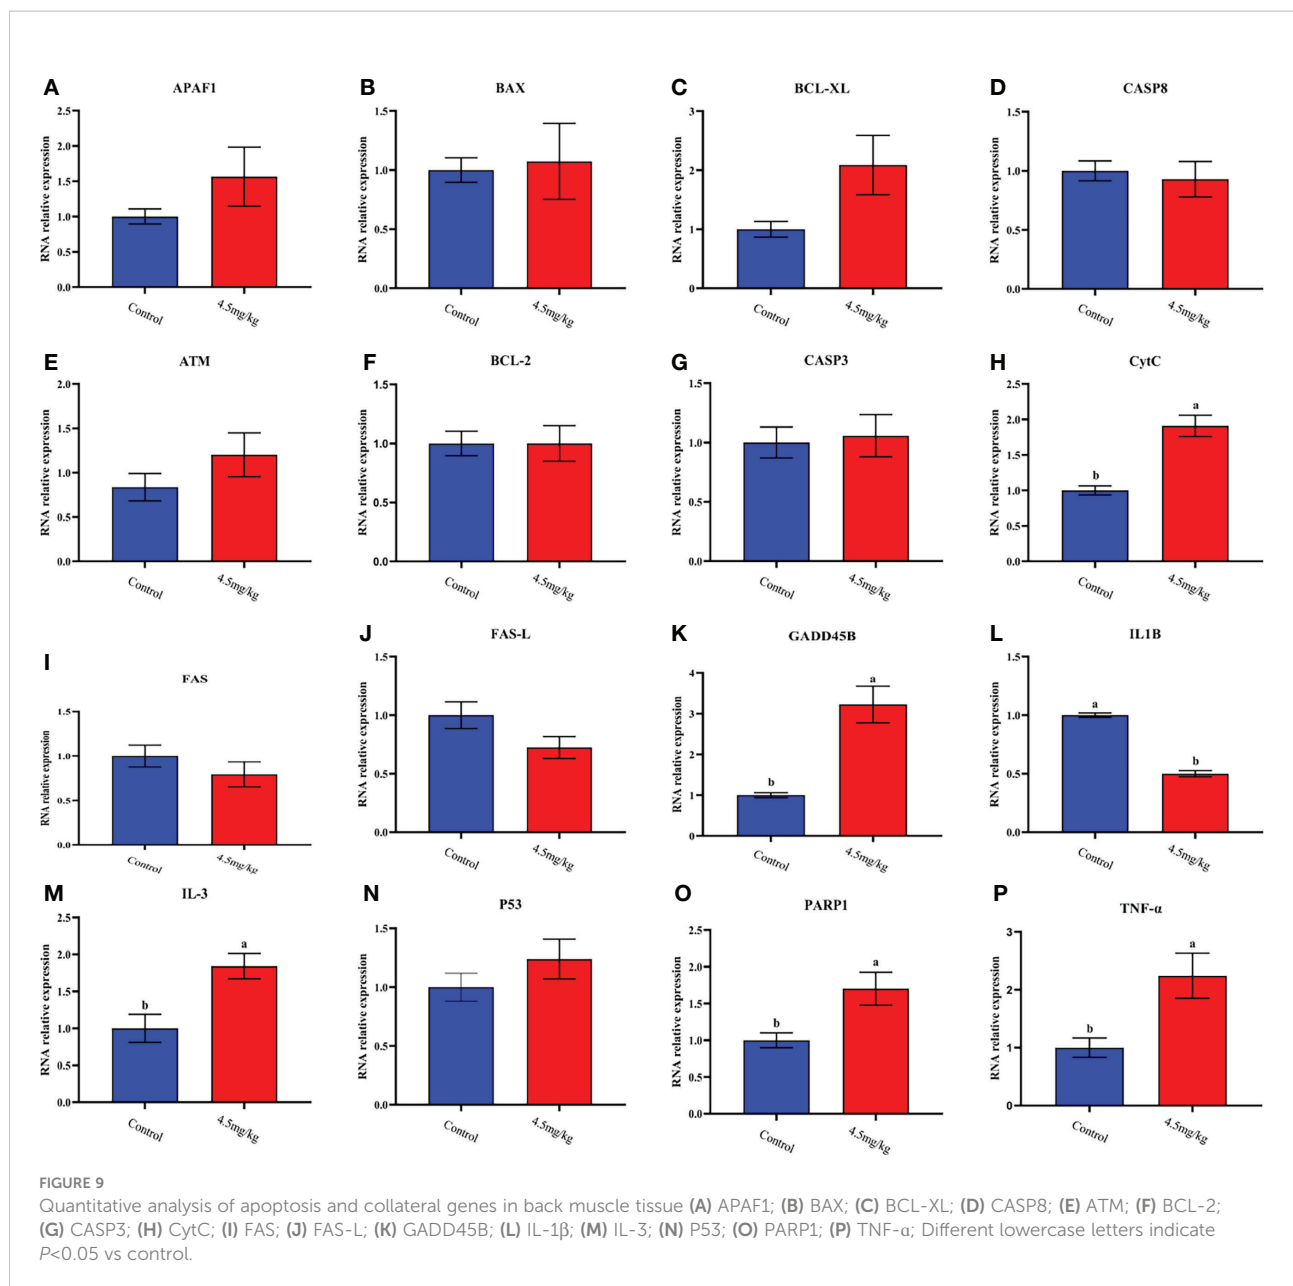 A
APAF1
RNA relative expression
2.5
2.0
1.5
1.0
0.5
0.0
Control
4.5mg/kg
B
BAX
RNA relative expression
1.5
1.0
0.5
0.0
Control
4.5mg/kg
C
BCL-XL
RNA relative expression
3
2
1
0
Control
4.5mg/kg
D
CASP8
RNA relative expression
1.5
1.0
0.5
0.0
Control
4.5mg/kg
E
ATM
RNA relative expression
2.0
1.5
1.0
0.5
0.0
Control
4.5mg/kg
F
BCL-2
RNA relative expression
1.5
1.0
0.5
0.0
Control
4.5mg/kg
G
CASP3
RNA relative expression
1.5
1.0
0.5
0.0
Control
4.5mg/kg
H
CytC
RNA relative expression
2.5
2.0
1.5
1.0
0.5
0.0
b
a
Control
4.5mg/kg
I
FAS
RNA relative expression
1.5
1.0
0.5
0.0
Control
4.5mg/kg
J
FAS-L
RNA relative expression
1.5
1.0
0.5
0.0
Control
4.5mg/kg
K
GADD45B
RNA relative expression
4
3
2
1
0
b
a
Control
4.5mg/kg
L
IL1B
RNA relative expression
1.5
1.0
0.5
0.0
a
b
Control
4.5mg/kg
M
IL-3
RNA relative expression
2.5
2.0
1.5
1.0
0.5
0.0
b
a
Control
4.5mg/kg
N
P53
RNA relative expression
1.5
1.0
0.5
0.0
Control
4.5mg/kg
O
PARP1
RNA relative expression
2.5
2.0
1.5
1.0
0.5
0.0
b
a
Control
4.5mg/kg
P
TNF-α
RNA relative expression
3
2
1
0
b
a
Control
4.5mg/kg
FIGURE 9
Quantitative analysis of apoptosis and collateral genes in back muscle tissue (A) APAF1; (B) BAX; (C) BCL-XL; (D) CASP8; (E) ATM; (F) BCL-2;
(G) CASP3; (H) CytC; (I) FAS; (J) FAS-L; (K) GADD45B; (L) IL-1β; (M) IL-3; (N) P53; (O) PARP1; (P) TNF-α; Different lowercase letters indicate
P<0.05 vs control.